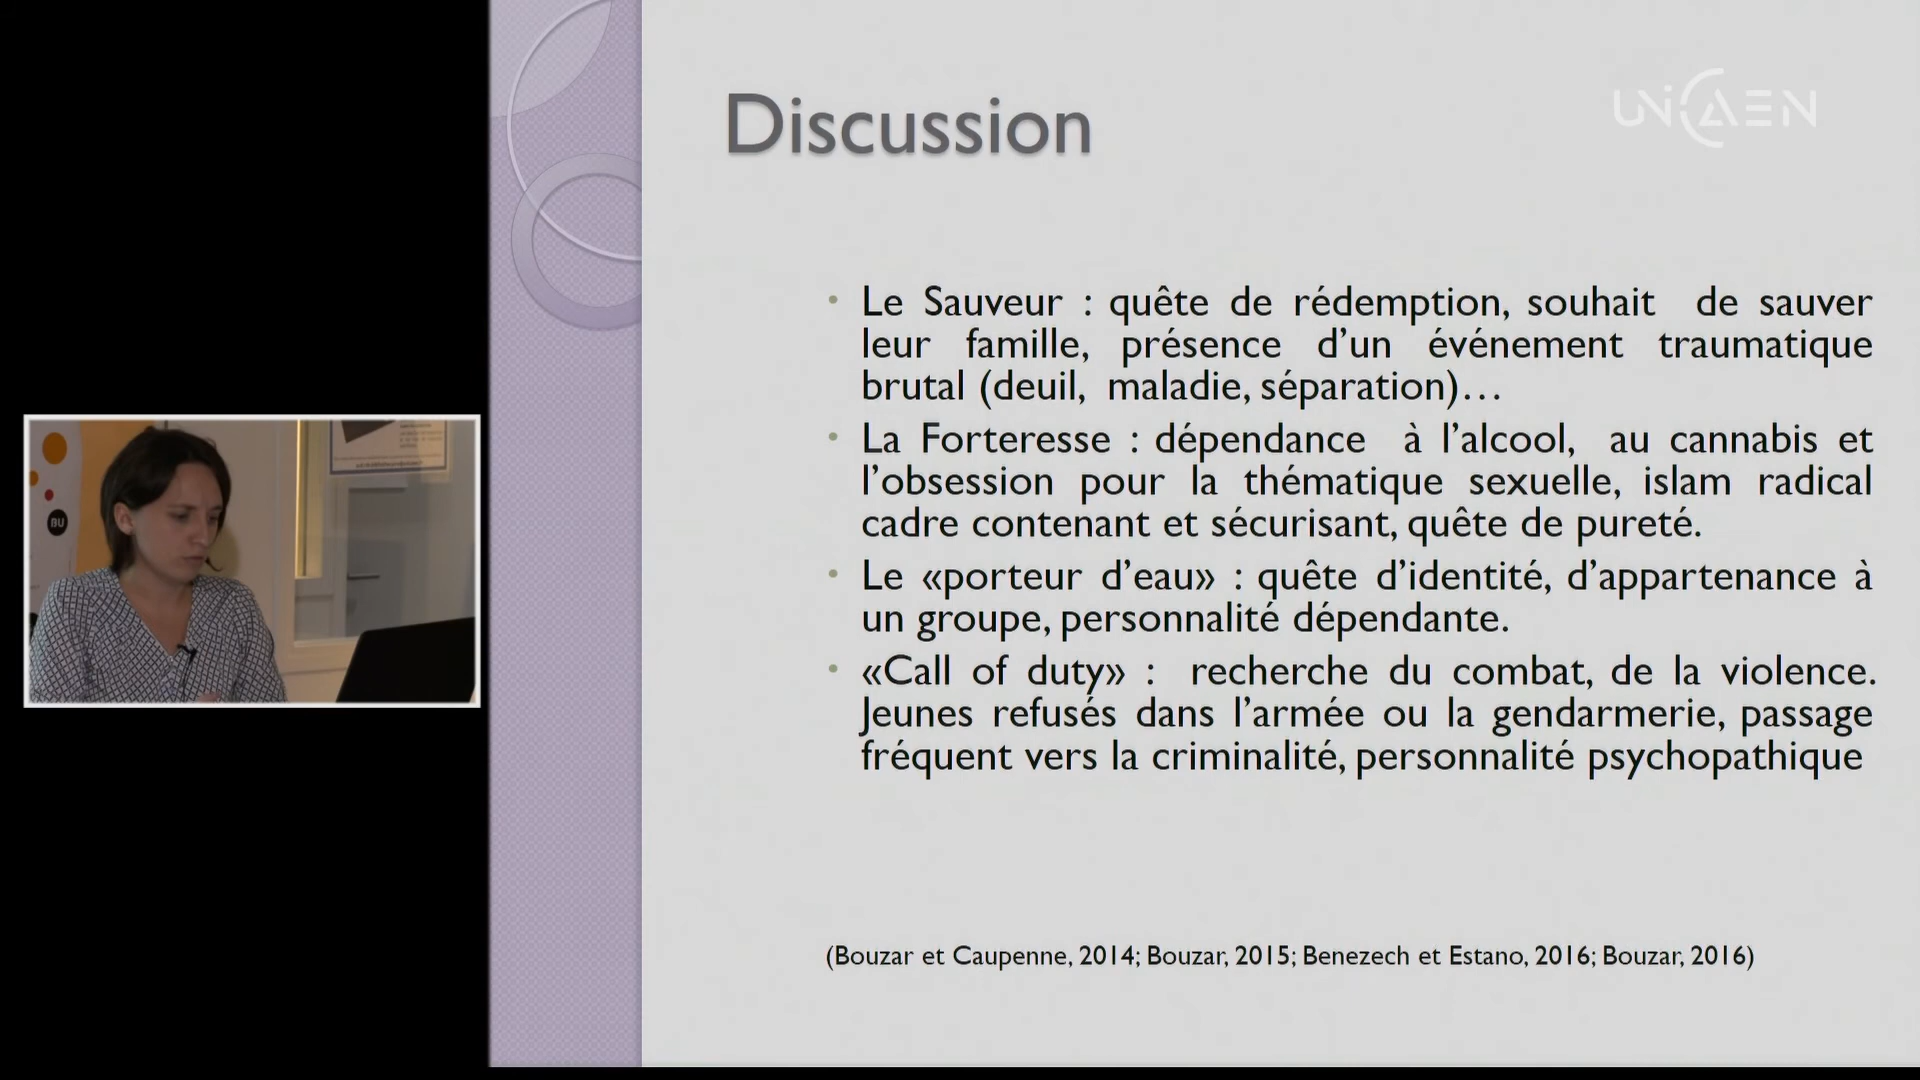 Discussion
UNICAEN
• Le Sauveur : quête de rédemption, souhait de sauver
leur famille, présence d’un événement traumatique
brutal (deuil, maladie, séparation)…
• La Forteresse : dépendance à l’alcool, au cannabis et
l’obsession pour la thématique sexuelle, islam radical
cadre contenant et sécurisant, quête de pureté.
• Le «porteur d’eau» : quête d’identité, d’appartenance à
un groupe, personnalité dépendante.
• «Call of duty» : recherche du combat, de la violence.
Jeunes refusés dans l’armée ou la gendarmerie, passage
fréquent vers la criminalité, personnalité psychopathique
(Bouzar et Caupenne, 2014; Bouzar, 2015; Benezech et Estano, 2016; Bouzar, 2016)
BU